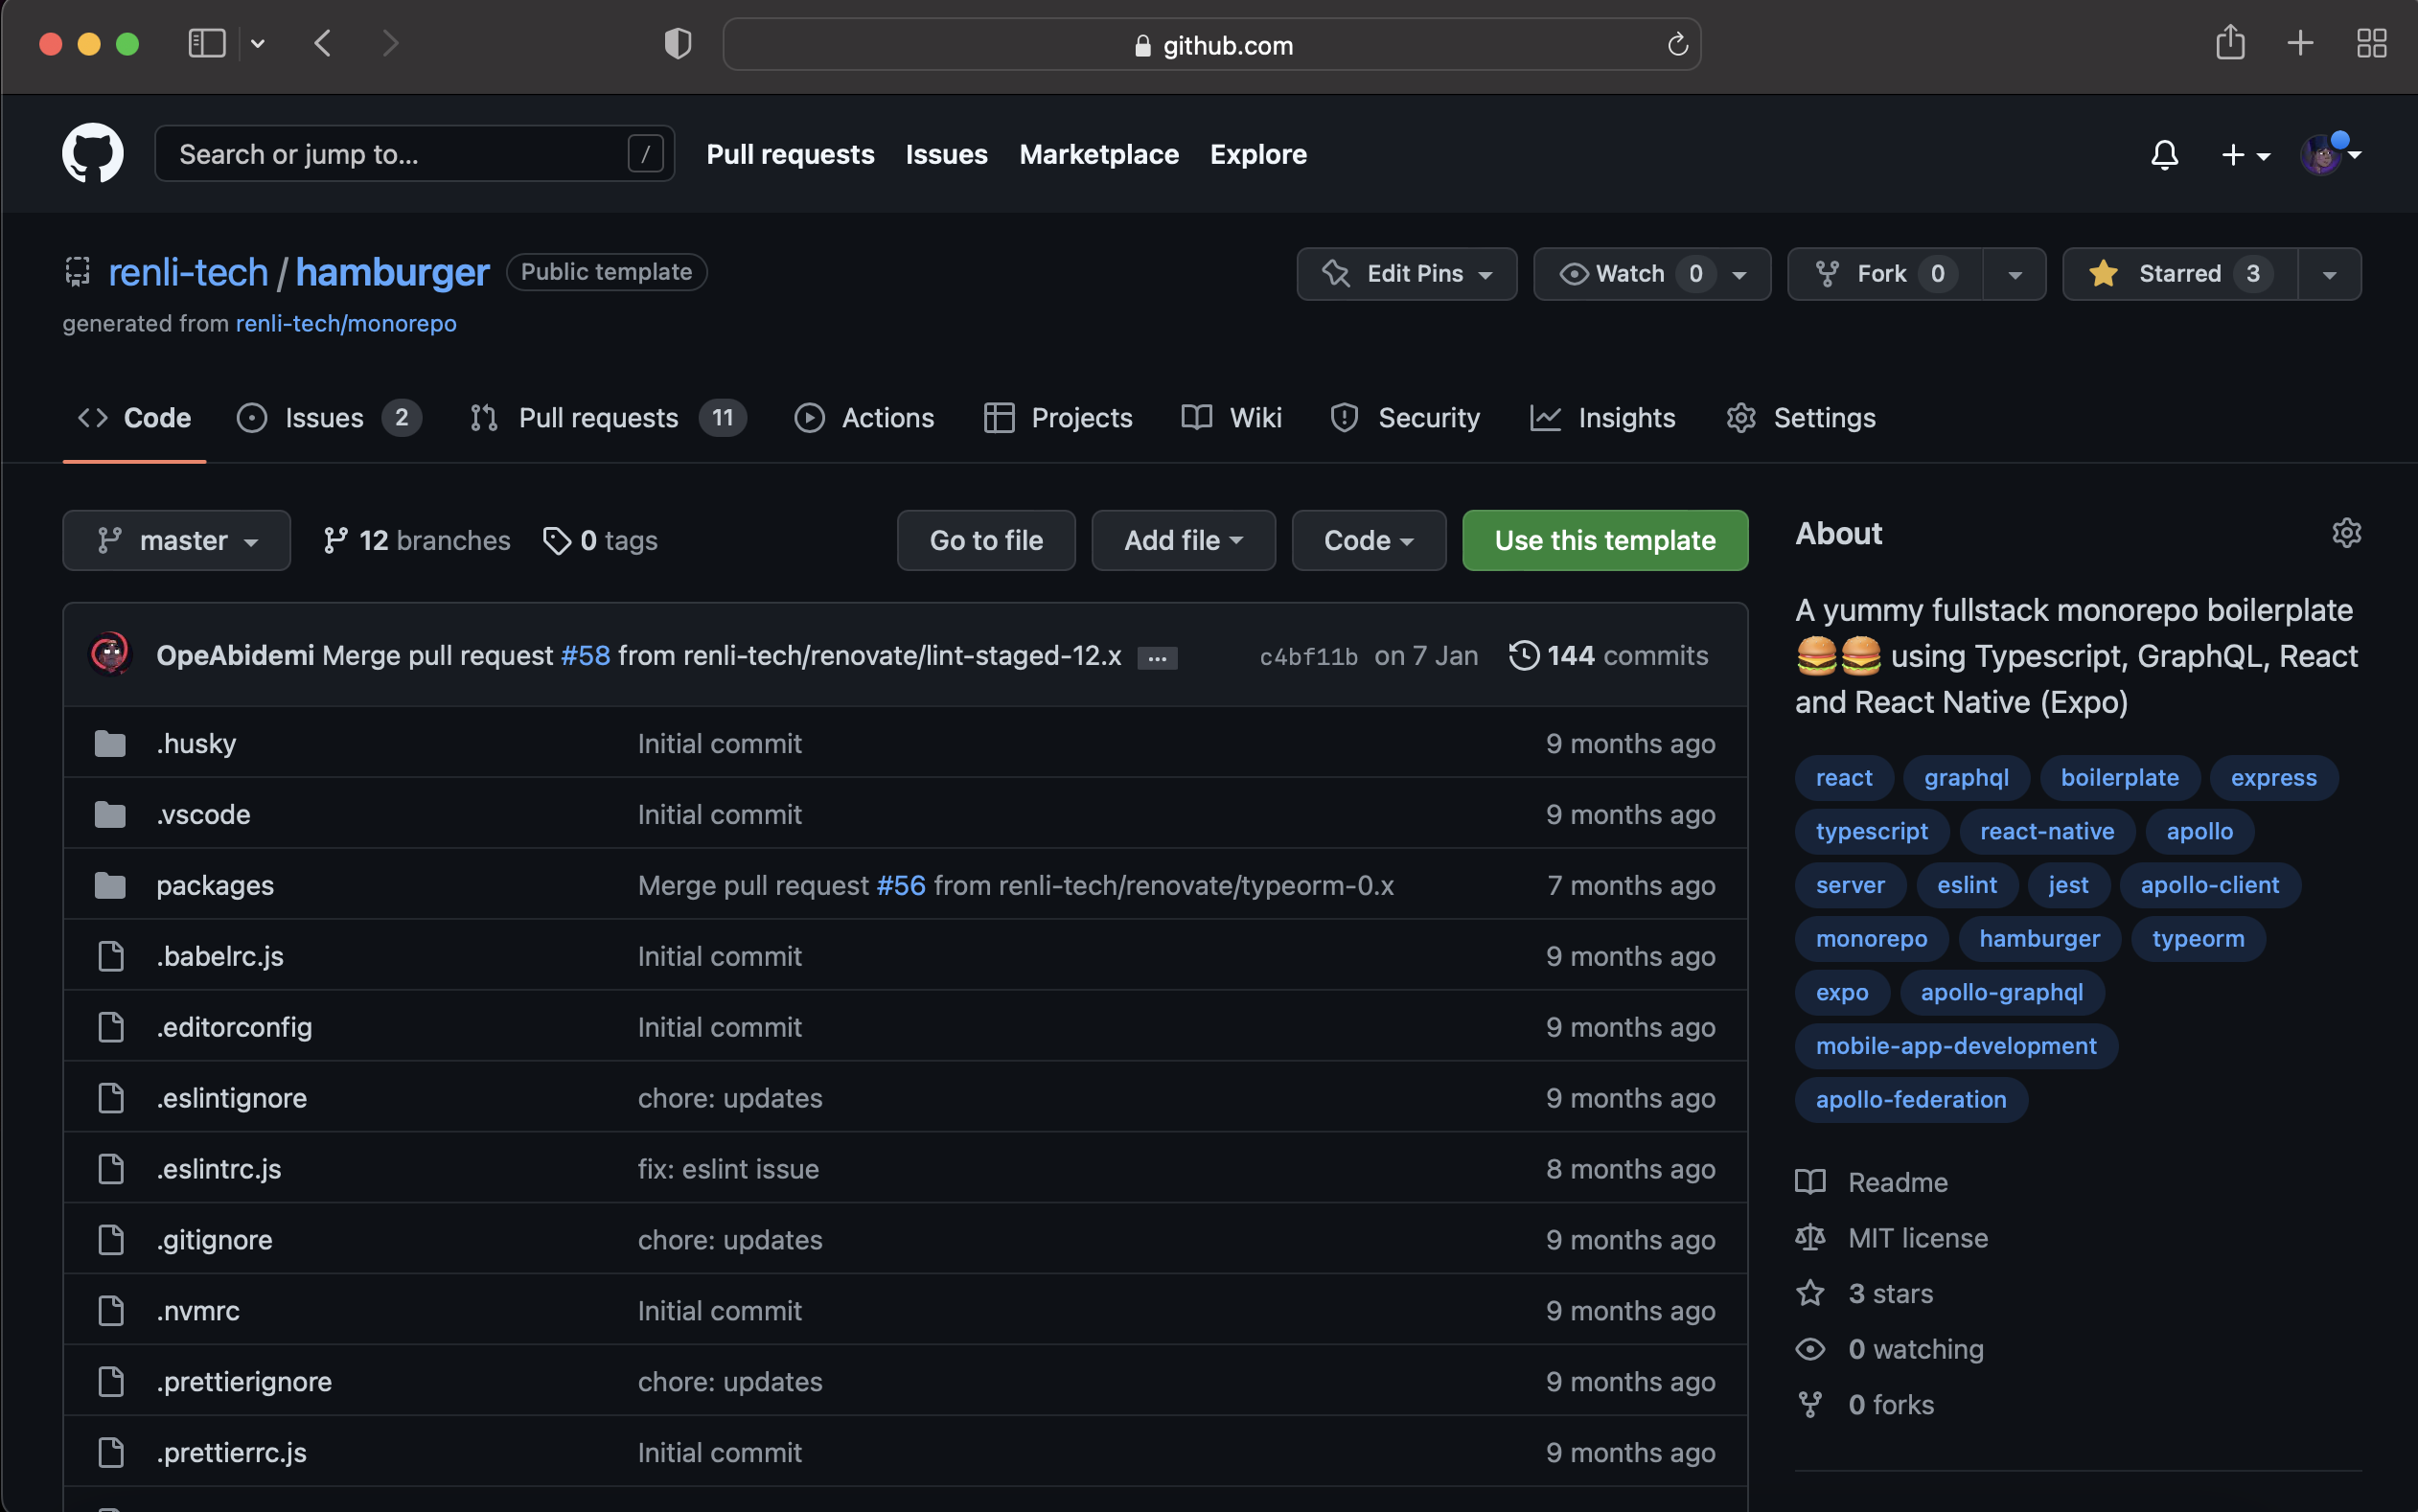 github.com
Search or jump to... /
Pull requests Issues Marketplace Explore
renli-tech / hamburger Public template
Edit Pins Watch 0 Fork 0 Starred 3
generated from renli-tech/monorepo
Code Issues 2 Pull requests 11 Actions Projects Wiki Security Insights Settings
master 12 branches 0 tags Go to file Add file Code Use this template
OpeAbidemi Merge pull request #58 from renli-tech/renovate/lint-staged-12.x ... c4bf11b on 7 Jan 144 commits
.husky Initial commit 9 months ago
.vscode Initial commit 9 months ago
packages Merge pull request #56 from renli-tech/renovate/typeorm-0.x 7 months ago
.babelrc.js Initial commit 9 months ago
.editorconfig Initial commit 9 months ago
.eslintignore chore: updates 9 months ago
.eslintrc.js fix: eslint issue 8 months ago
.gitignore chore: updates 9 months ago
.nvmrc Initial commit 9 months ago
.prettierignore chore: updates 9 months ago
.prettierrc.js Initial commit 9 months ago
About
A yummy fullstack monorepo boilerplate
🍔🍔 using Typescript, GraphQL, React
and React Native (Expo)
react graphql boilerplate express
typescript react-native apollo
server eslint jest apollo-client
monorepo hamburger typeorm
expo apollo-graphql
mobile-app-development
apollo-federation
Readme
MIT license
3 stars
0 watching
0 forks